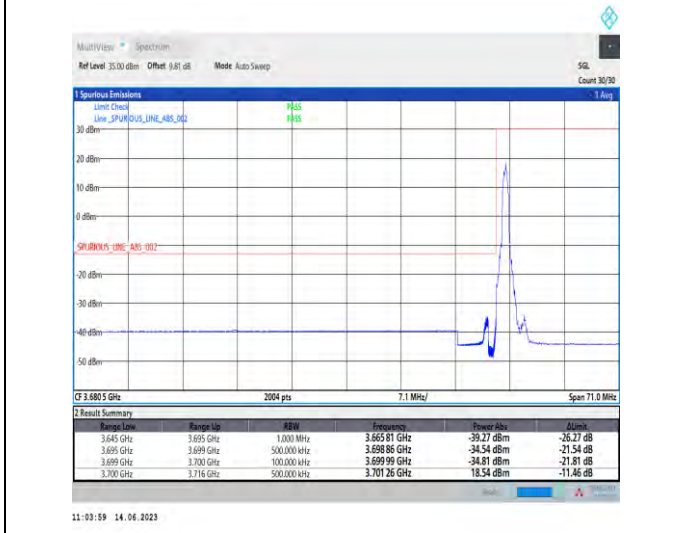 MultiView Spectrum
Ref Level 35.00 dBm Offset 9.81 dB Mode Auto Sweep SGL
Count 30/30
1 Spurious Emissions 1 Avg
Limit Check PASS
Line _SPURIOUS_LINE_ABS_002 PASS
30 dBm
20 dBm
10 dBm
0 dBm
SPURIOUS_LINE_ABS_002
-20 dBm
-30 dBm
-40 dBm
-50 dBm
CF 3.680 5 GHz 2004 pts 7.1 MHz/ Span 71.0 MHz
2 Result Summary
Range Low Range Up RBW Frequency Power Abs ΔLimit
3.645 GHz 3.695 GHz 1.000 MHz 3.665 81 GHz -39.27 dBm -26.27 dB
3.695 GHz 3.699 GHz 500.000 kHz 3.698 86 GHz -34.54 dBm -21.54 dB
3.699 GHz 3.700 GHz 100.000 kHz 3.699 99 GHz -34.81 dBm -21.81 dB
3.700 GHz 3.716 GHz 500.000 kHz 3.701 26 GHz 18.54 dBm -11.46 dB
11:03:59 14.06.2023